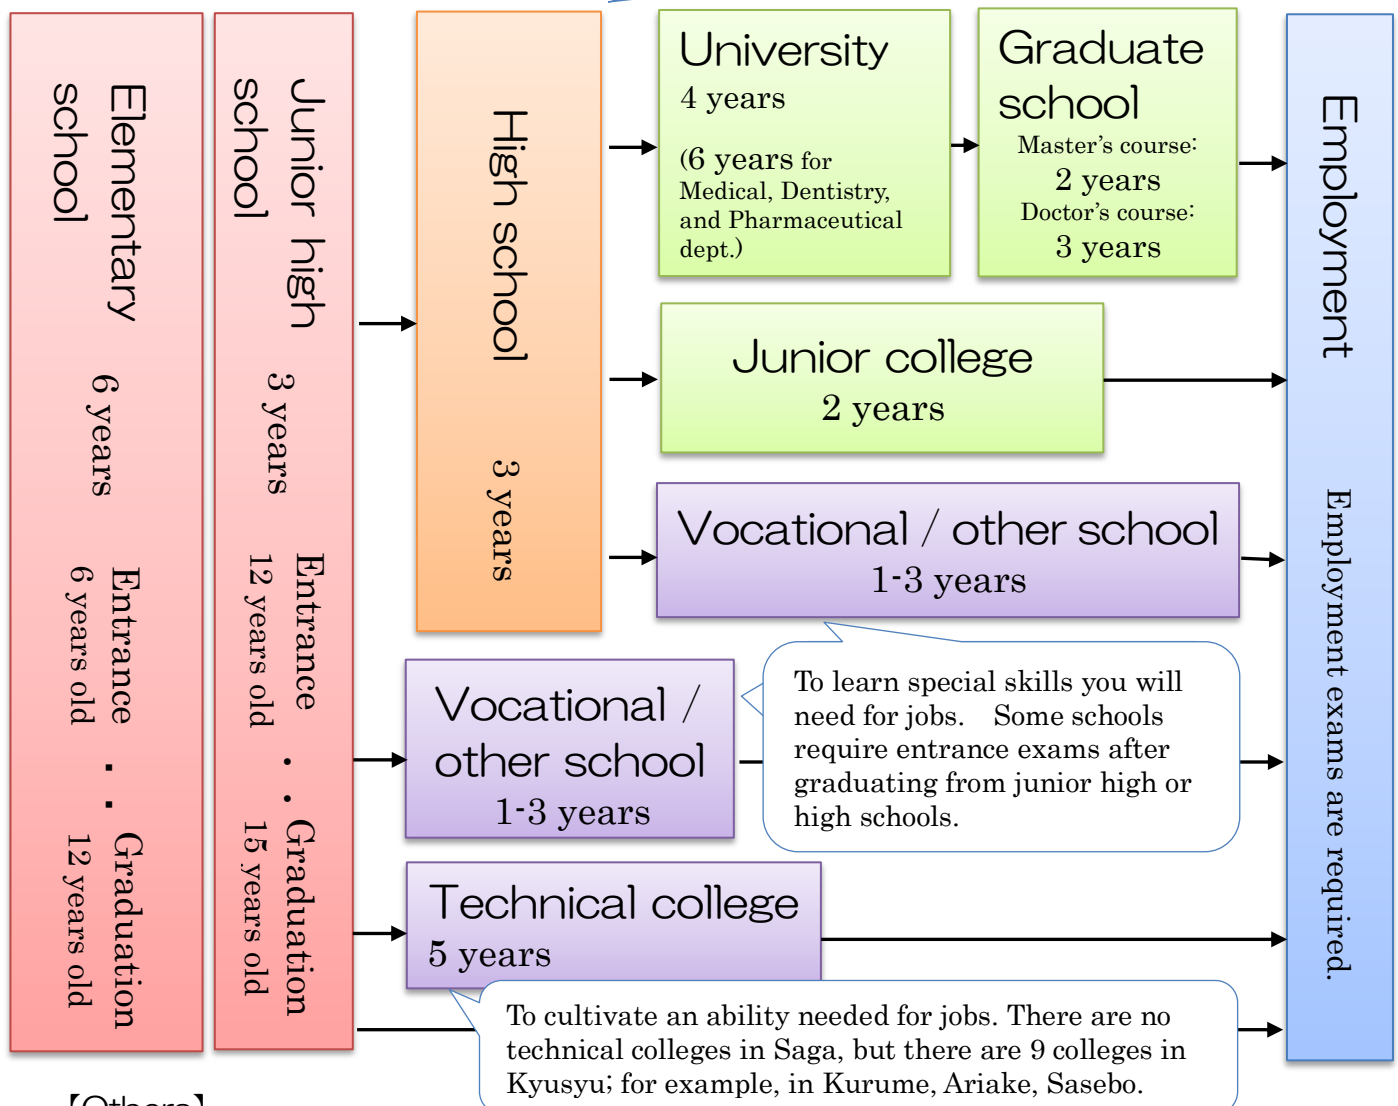 Elementary
school
6 years
Entrance
6 years old
・
・
Graduation
12 years old
Junior high
school
3 years
Entrance
12 years old
・
・
Graduation
15 years old
High school
3 years
University
4 years
(6 years for
Medical, Dentistry,
and Pharmaceutical
dept.)
Graduate
school
Master’s course:
2 years
Doctor’s course:
3 years
Junior college
2 years
Vocational / other school
1-3 years
Vocational /
other school
1-3 years
To learn special skills you will
need for jobs.　Some schools
require entrance exams after
graduating from junior high or
high schools.
Technical college
5 years
To cultivate an ability needed for jobs. There are no
technical colleges in Saga, but there are 9 colleges in
Kyusyu; for example, in Kurume, Ariake, Sasebo.
Employment
Employment exams are required.
【Others】